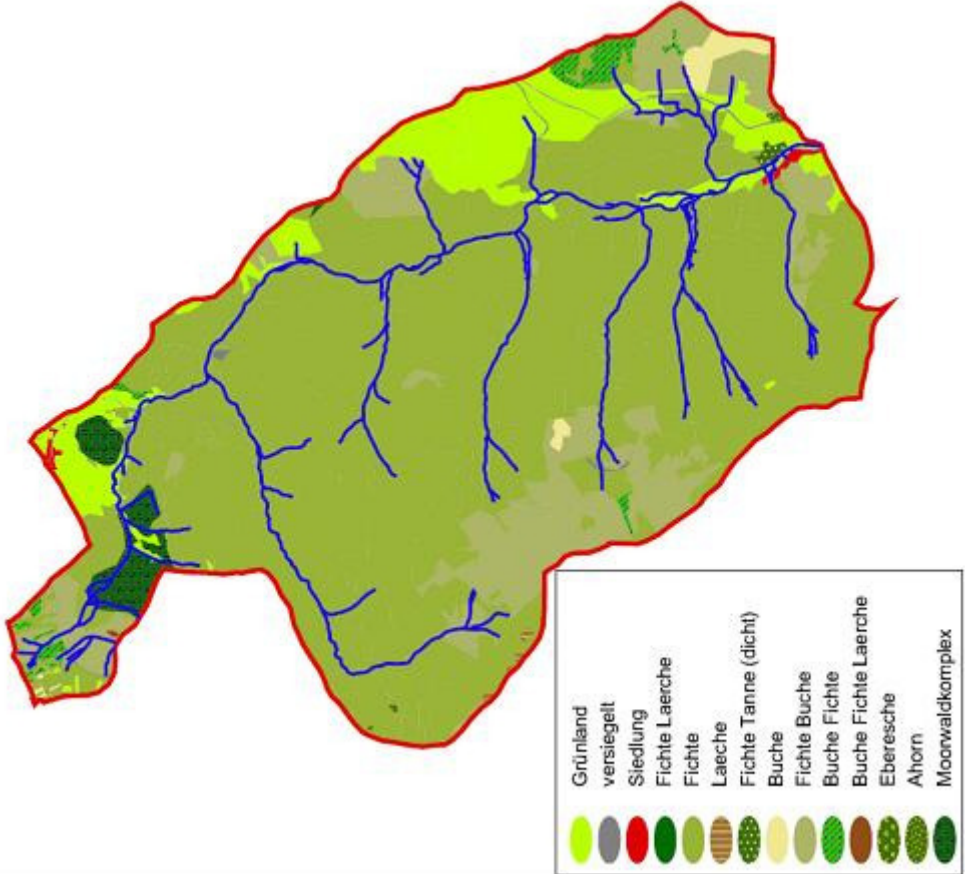 Grünland
versiegelt
Siedlung
Fichte Laerche
Fichte
Laeche
Fichte Tanne (dicht)
Buche
Fichte Buche
Buche Fichte
Buche Fichte Laerche
Eberesche
Ahorn
Moorwaldkomplex